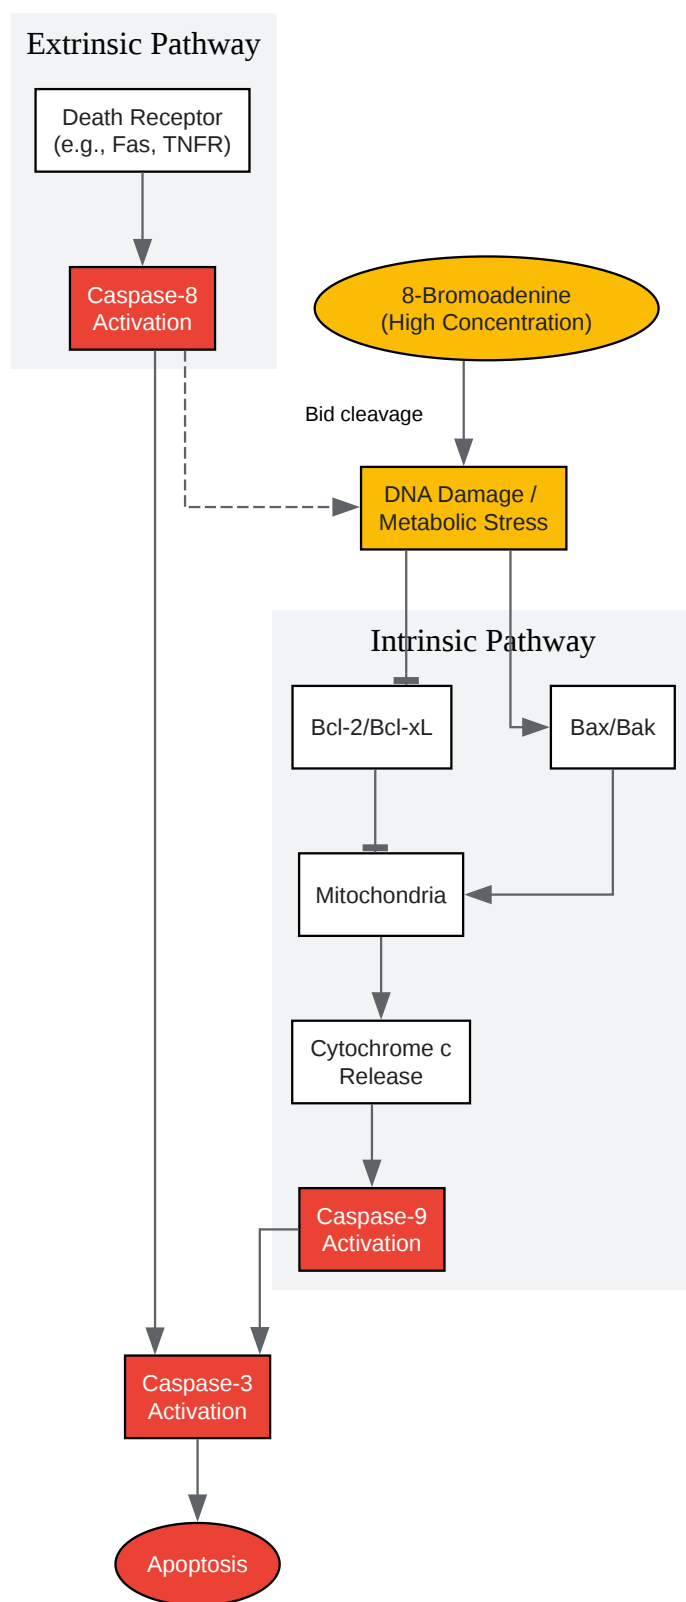 Extrinsic Pathway
Death Receptor
(e.g., Fas, TNFR)
Caspase-8
Activation
8-Bromoadenine
(High Concentration)
Bid cleavage
DNA Damage /
Metabolic Stress
Intrinsic Pathway
Bcl-2/Bcl-xL
Bax/Bak
Mitochondria
Cytochrome c
Release
Caspase-9
Activation
Caspase-3
Activation
Apoptosis